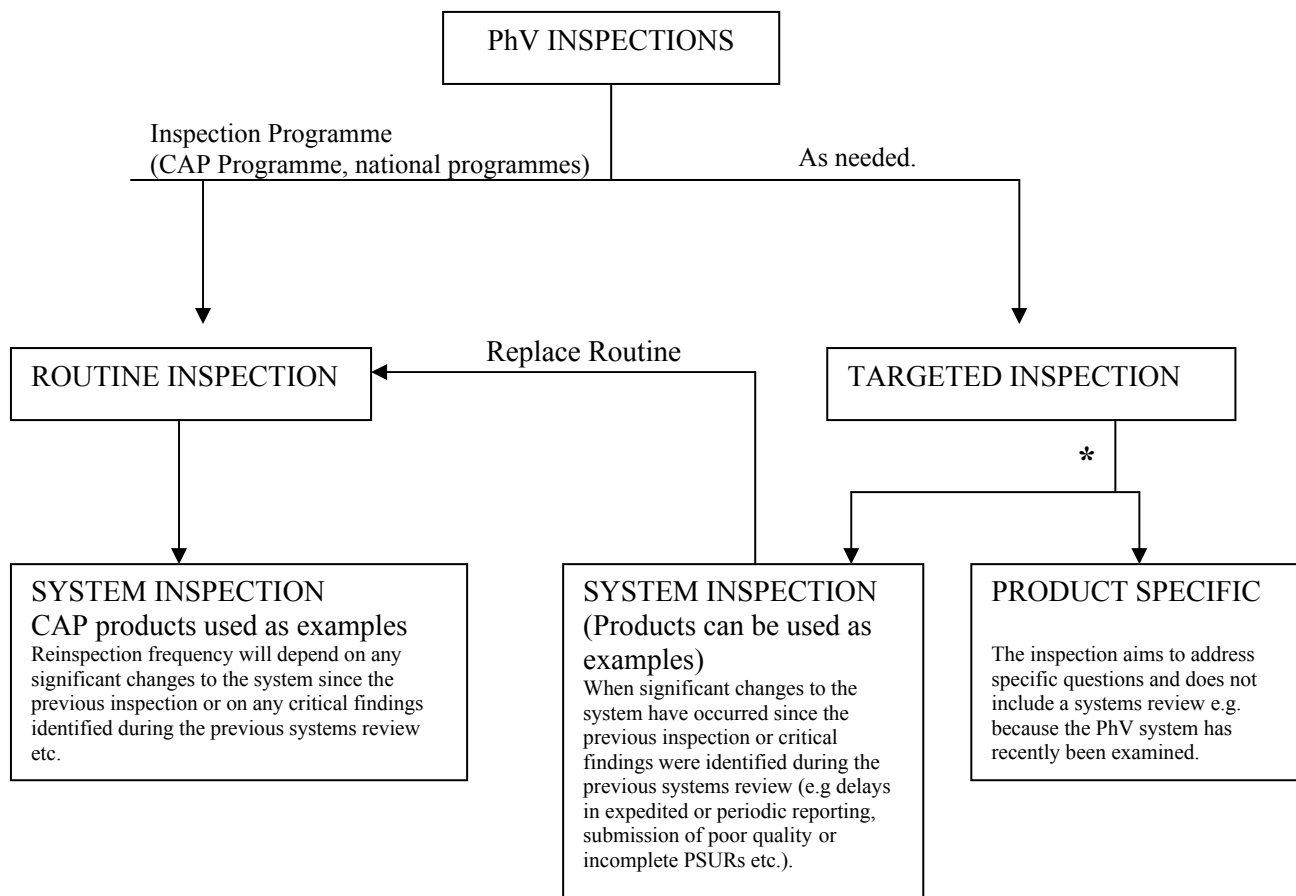 PhV INSPECTIONS
Inspection Programme
(CAP Programme, national programmes)
As needed.
Replace Routine
ROUTINE INSPECTION
TARGETED INSPECTION
*
SYSTEM INSPECTION
CAP products used as examples
Reinspection frequency will depend on any
significant changes to the system since the
previous inspection or on any critical findings
identified during the previous systems review
etc.
SYSTEM INSPECTION
(Products can be used as
examples)
When significant changes to the
system have occurred since the
previous inspection or critical
findings were identified during the
previous systems review (e.g delays
in expedited or periodic reporting,
submission of poor quality or
incomplete PSURs etc.).
PRODUCT SPECIFIC
The inspection aims to address
specific questions and does not
include a systems review e.g.
because the PhV system has
recently been examined.